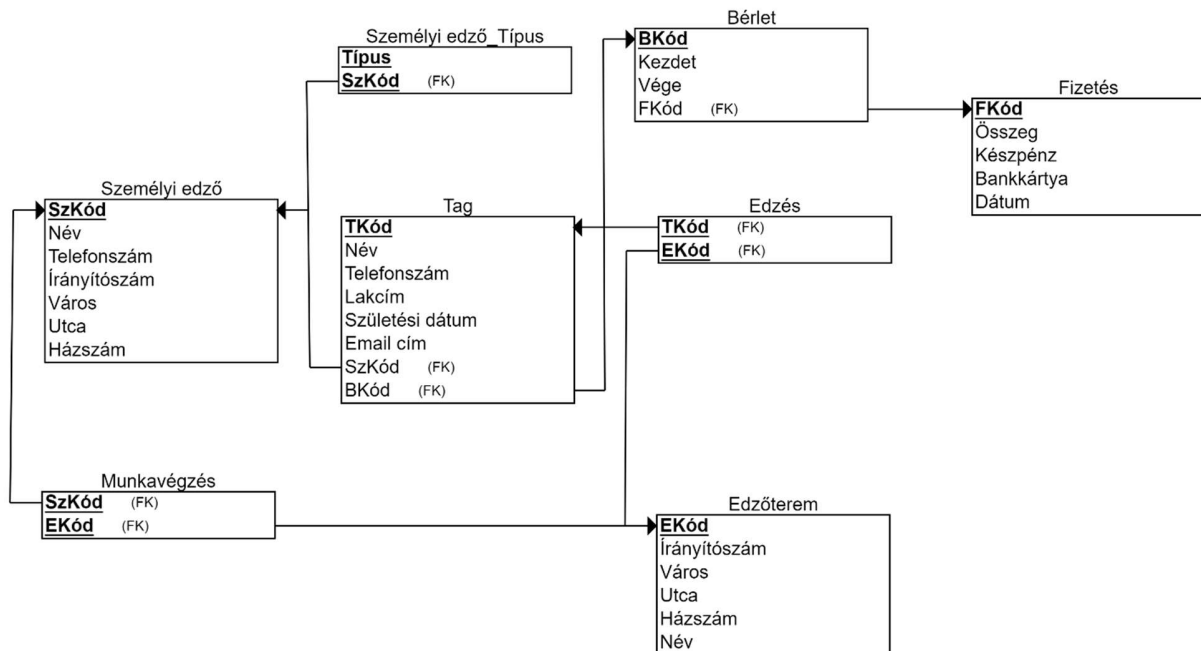 Személyi edző_Típus
Típus
SzKód (FK)
Bérlet
BKód
Kezdet
Vége
FKód (FK)
Fizetés
FKód
Összeg
Készpénz
Bankkártya
Dátum
Személyi edző
SzKód
Név
Telefonszám
Írányítószám
Város
Utca
Házszám
Tag
TKód
Név
Telefonszám
Lakcím
Születési dátum
Email cím
SzKód (FK)
BKód (FK)
Edzés
TKód (FK)
EKód (FK)
Munkavégzés
SzKód (FK)
EKód (FK)
Edzőterem
EKód
Írányítószám
Város
Utca
Házszám
Név